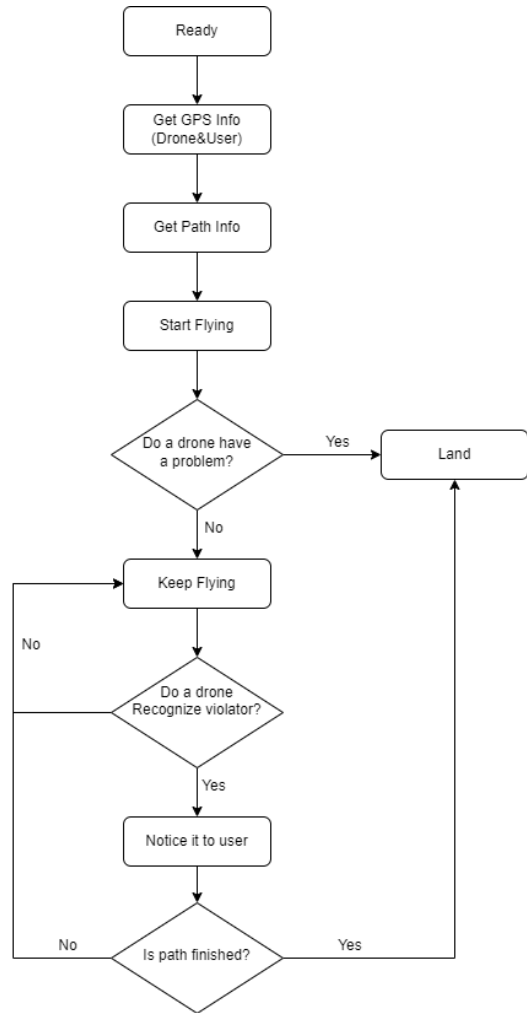 Ready
Get GPS Info
(Drone&User)
Get Path Info
Start Flying
Do a drone have
a problem?
Yes
Land
No
Keep Flying
No
Do a drone
Recognize violator?
Yes
Notice it to user
Is path finished?
No
Yes